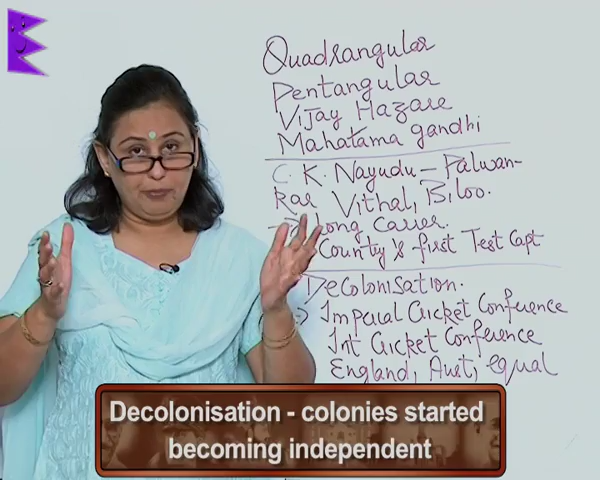 Quadrangular
Pentangular
Vijay Hazare
Mahatama gandhi
C. K. Nayudu – Palwan-
kar Vithal, Biloo.
→ Long Career.
Country's first Test Capt
Decolonisation.
→ Imperial Cricket Conference
Int Cricket Conference
England, Aust, equal
Decolonisation - colonies started
becoming independent